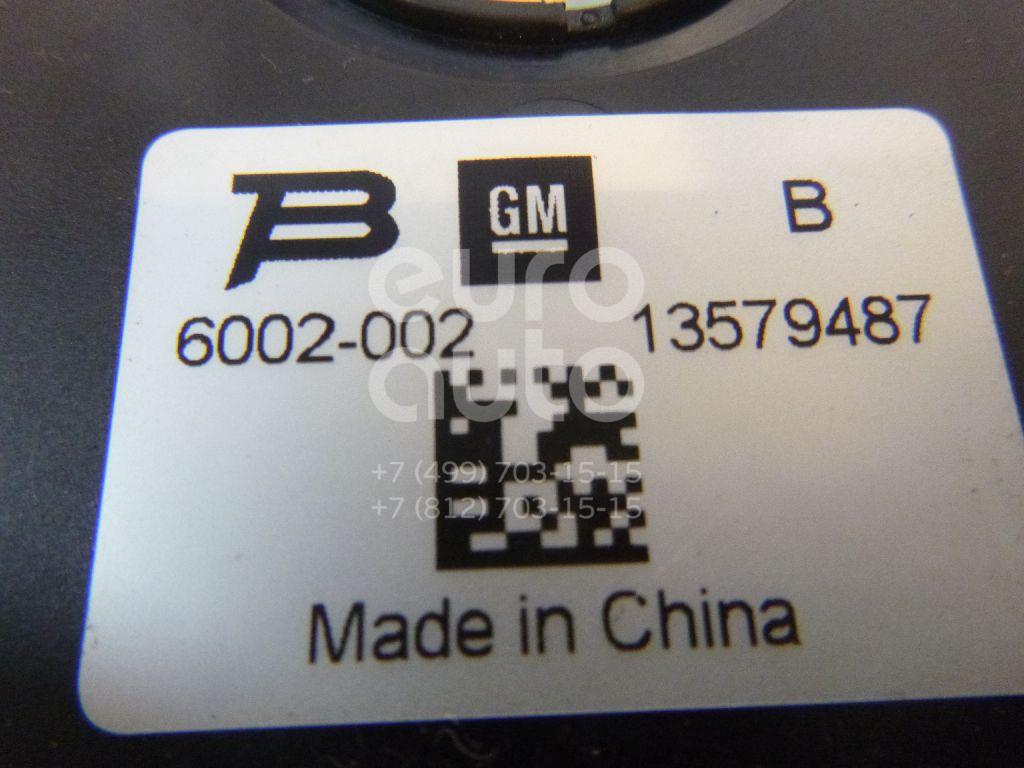 B GM B
6002-002 13579487
euro
auto
+7 (499) 703-15-15
+7 (812) 703-15-15
Made in China